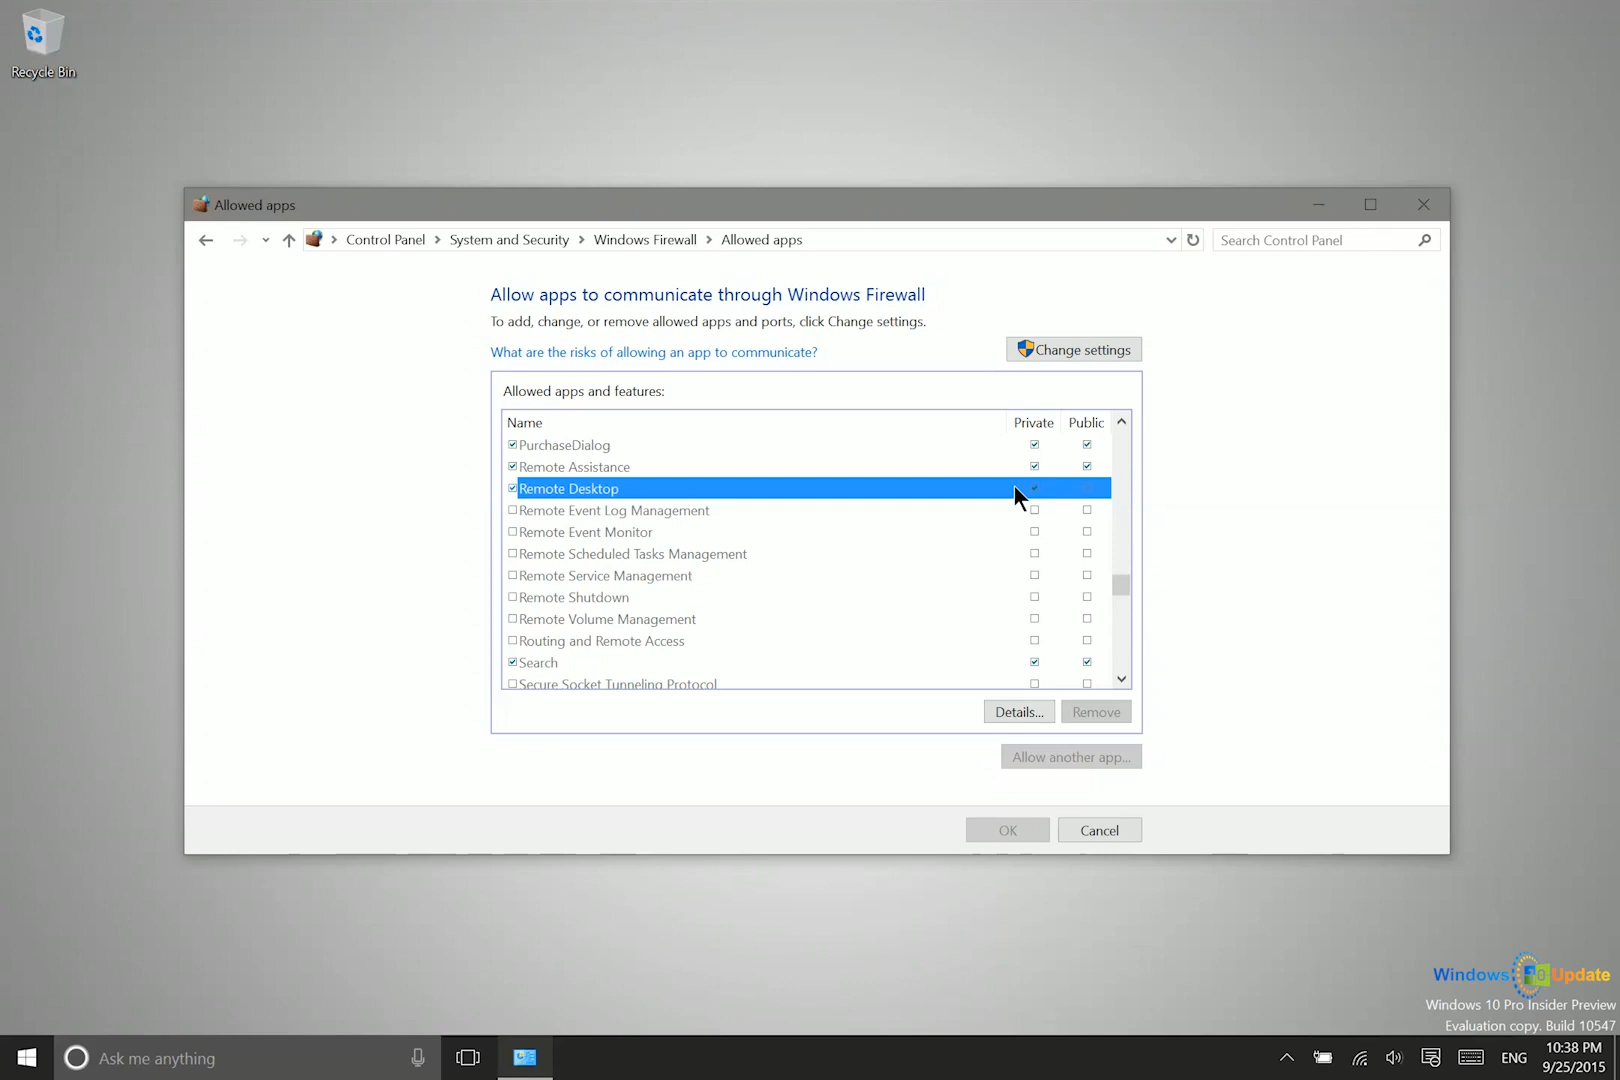 Recycle Bin
Allowed apps
Control Panel System and Security Windows Firewall Allowed apps
Search Control Panel
Allow apps to communicate through Windows Firewall
To add, change, or remove allowed apps and ports, click Change settings.
What are the risks of allowing an app to communicate?
Change settings
Allowed apps and features:
Name Private Public
PurchaseDialog
Remote Assistance
Remote Desktop
Remote Event Log Management
Remote Event Monitor
Remote Scheduled Tasks Management
Remote Service Management
Remote Shutdown
Remote Volume Management
Routing and Remote Access
Search
Secure Socket Tunneling Protocol
Details... Remove
Allow another app...
OK Cancel
Windows 10 Update
Windows 10 Pro Insider Preview
Evaluation copy. Build 10547
Ask me anything
ENG
10:38 PM
9/25/2015